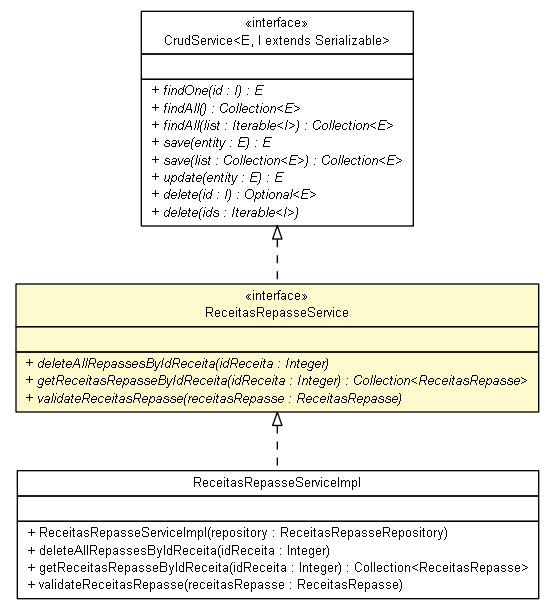 «interface»
CrudService<E, I extends Serializable>
+ findOne(id : I) : E
+ findAll() : Collection<E>
+ findAll(list : Iterable<I>) : Collection<E>
+ save(entity : E) : E
+ save(list : Collection<E>) : Collection<E>
+ update(entity : E) : E
+ delete(id : I) : Optional<E>
+ delete(ids : Iterable<I>)
«interface»
ReceitasRepasseService
+ deleteAllRepassesByIdReceita(idReceita : Integer)
+ getReceitasRepasseByIdReceita(idReceita : Integer) : Collection<ReceitasRepasse>
+ validateReceitasRepasse(receitasRepasse : ReceitasRepasse)
ReceitasRepasseServiceImpl
+ ReceitasRepasseServiceImpl(repository : ReceitasRepasseRepository)
+ deleteAllRepassesByIdReceita(idReceita : Integer)
+ getReceitasRepasseByIdReceita(idReceita : Integer) : Collection<ReceitasRepasse>
+ validateReceitasRepasse(receitasRepasse : ReceitasRepasse)